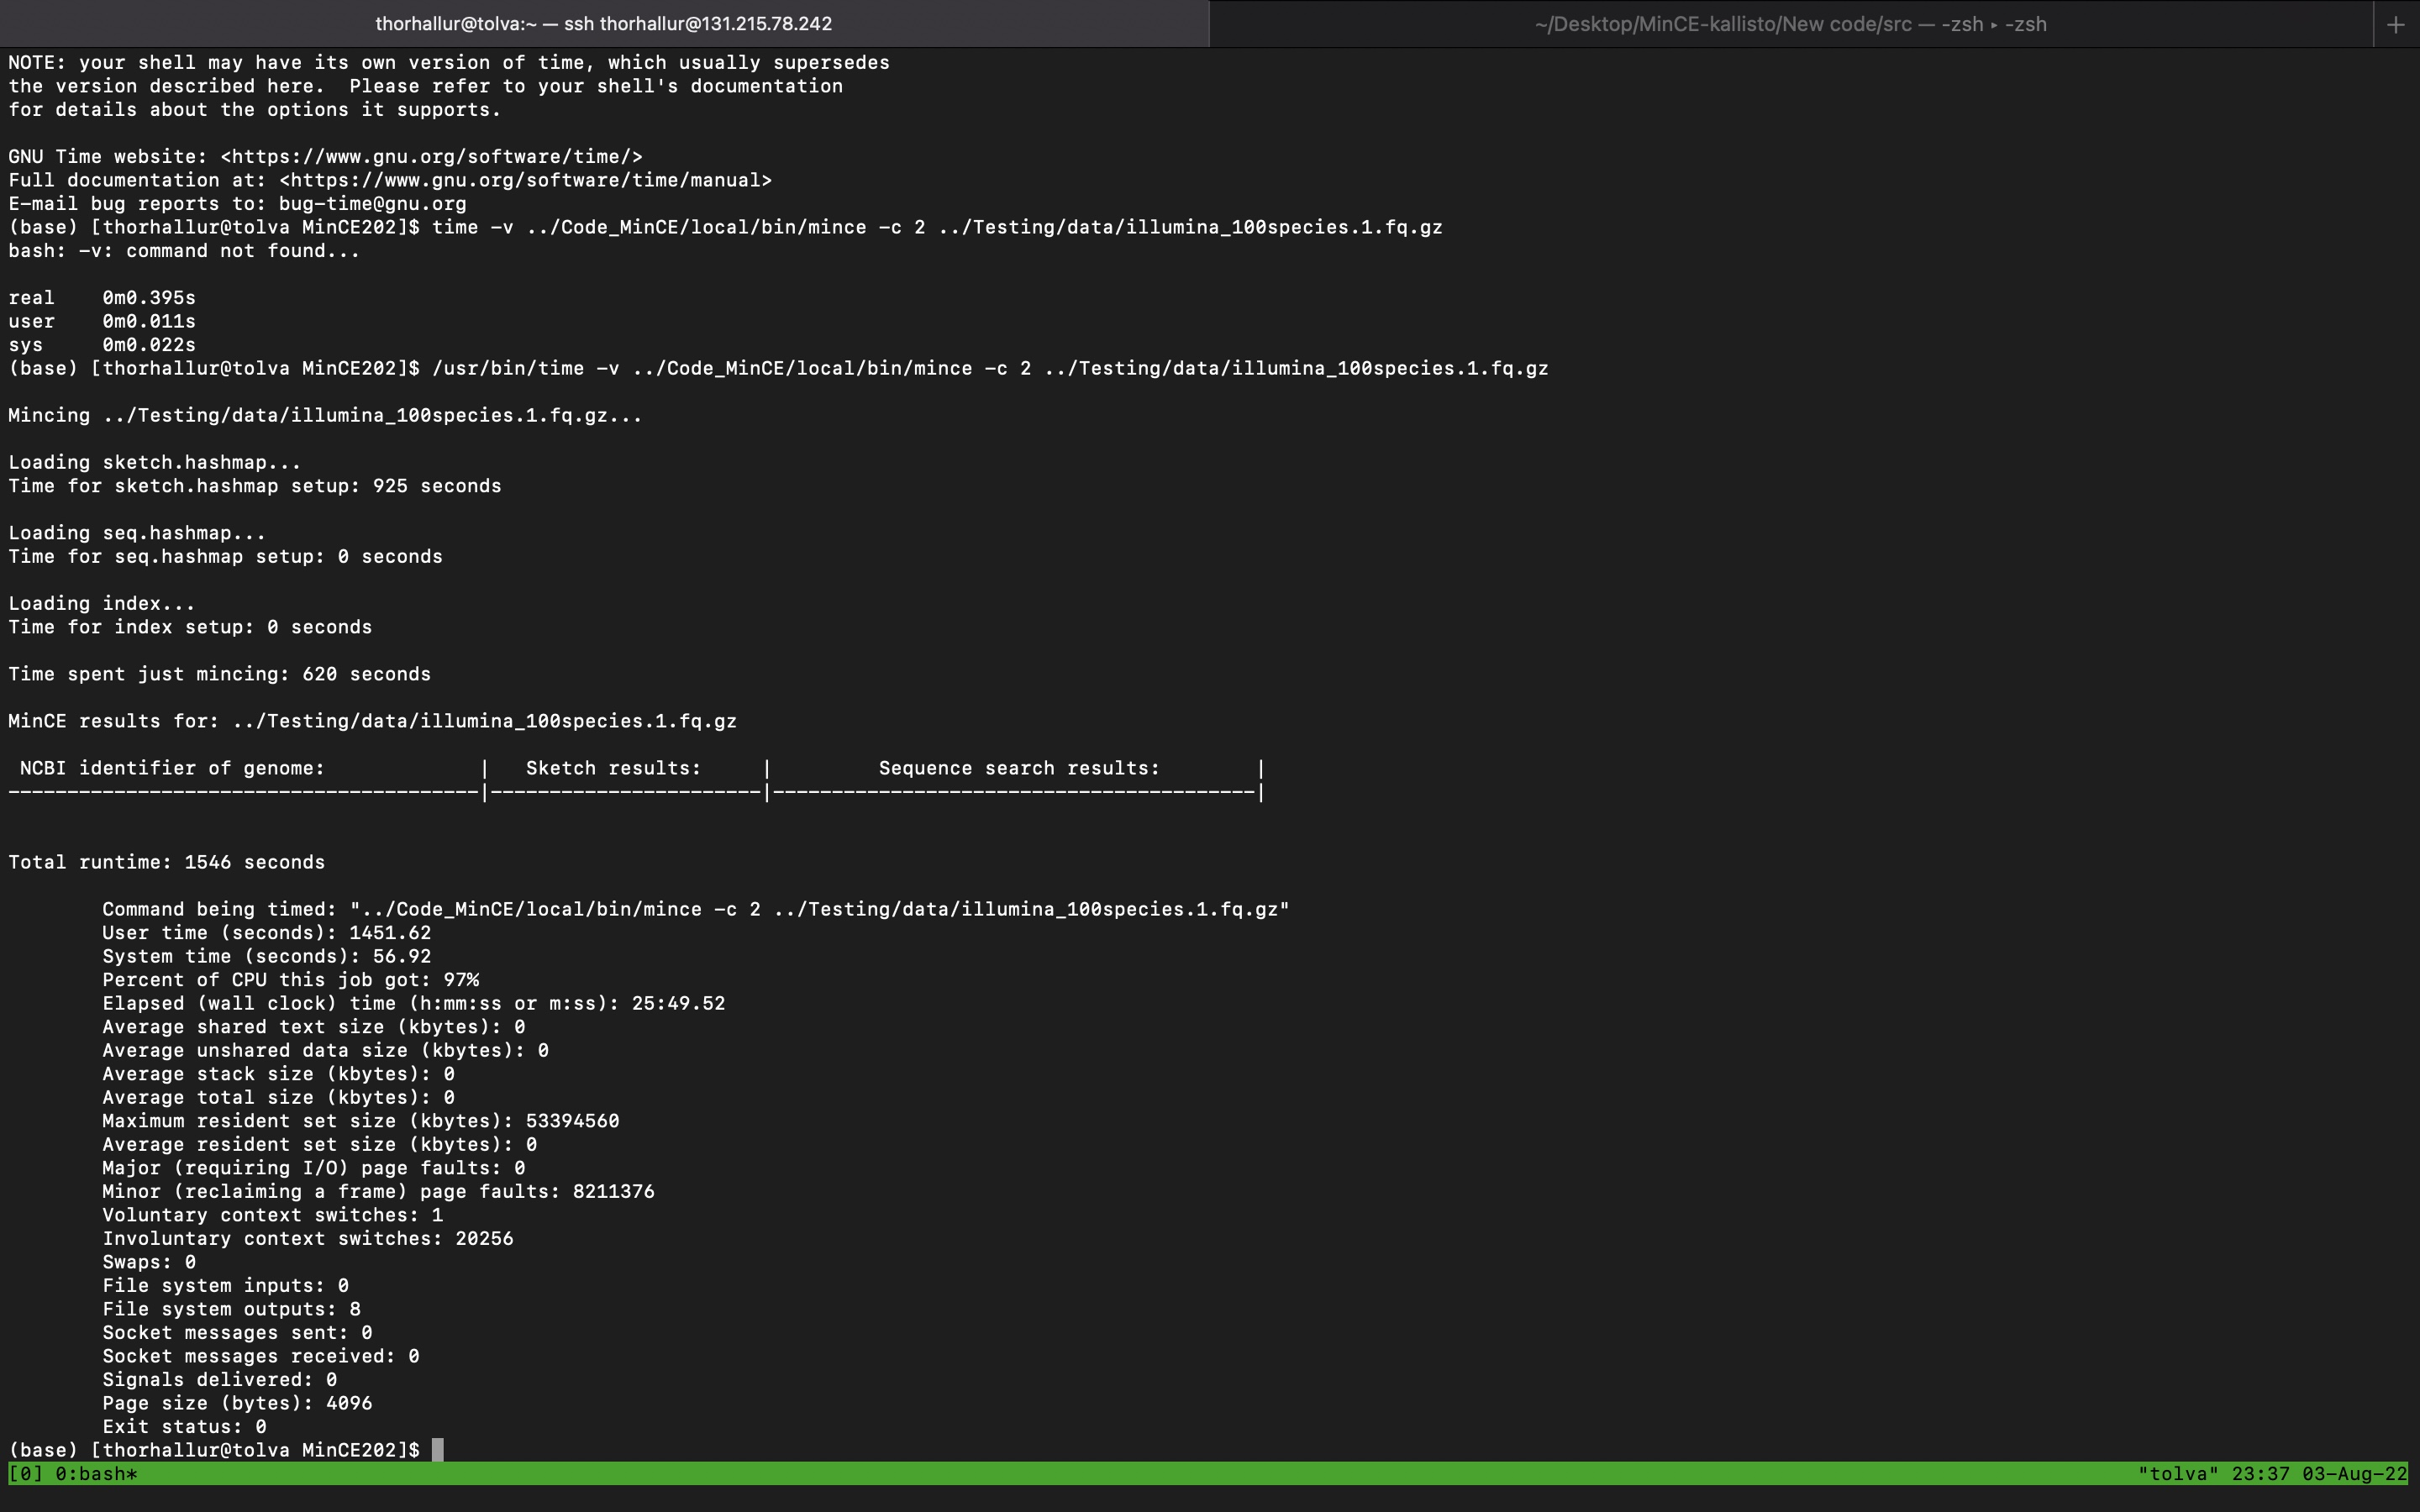 thorhallur@tolva:~ — ssh thorhallur@131.215.78.242
~/Desktop/MinCE-kallisto/New code/src — -zsh ▸ -zsh
+
NOTE: your shell may have its own version of time, which usually supersedes
the version described here.  Please refer to your shell's documentation
for details about the options it supports.
GNU Time website: <https://www.gnu.org/software/time/>
Full documentation at: <https://www.gnu.org/software/time/manual>
E-mail bug reports to: bug-time@gnu.org
(base) [thorhallur@tolva MinCE202]$ time -v ../Code_MinCE/local/bin/mince -c 2 ../Testing/data/illumina_100species.1.fq.gz
bash: -v: command not found...
real    0m0.395s
user    0m0.011s
sys     0m0.022s
(base) [thorhallur@tolva MinCE202]$ /usr/bin/time -v ../Code_MinCE/local/bin/mince -c 2 ../Testing/data/illumina_100species.1.fq.gz
Mincing ../Testing/data/illumina_100species.1.fq.gz...
Loading sketch.hashmap...
Time for sketch.hashmap setup: 925 seconds
Loading seq.hashmap...
Time for seq.hashmap setup: 0 seconds
Loading index...
Time for index setup: 0 seconds
Time spent just mincing: 620 seconds
MinCE results for: ../Testing/data/illumina_100species.1.fq.gz
 NCBI identifier of genome:             |   Sketch results:     |         Sequence search results:        |
----------------------------------------|-----------------------|-----------------------------------------|
Total runtime: 1546 seconds
        Command being timed: "../Code_MinCE/local/bin/mince -c 2 ../Testing/data/illumina_100species.1.fq.gz"
        User time (seconds): 1451.62
        System time (seconds): 56.92
        Percent of CPU this job got: 97%
        Elapsed (wall clock) time (h:mm:ss or m:ss): 25:49.52
        Average shared text size (kbytes): 0
        Average unshared data size (kbytes): 0
        Average stack size (kbytes): 0
        Average total size (kbytes): 0
        Maximum resident set size (kbytes): 53394560
        Average resident set size (kbytes): 0
        Major (requiring I/O) page faults: 0
        Minor (reclaiming a frame) page faults: 8211376
        Voluntary context switches: 1
        Involuntary context switches: 20256
        Swaps: 0
        File system inputs: 0
        File system outputs: 8
        Socket messages sent: 0
        Socket messages received: 0
        Signals delivered: 0
        Page size (bytes): 4096
        Exit status: 0
(base) [thorhallur@tolva MinCE202]$
[0] 0:bash* "tolva" 23:37 03-Aug-22